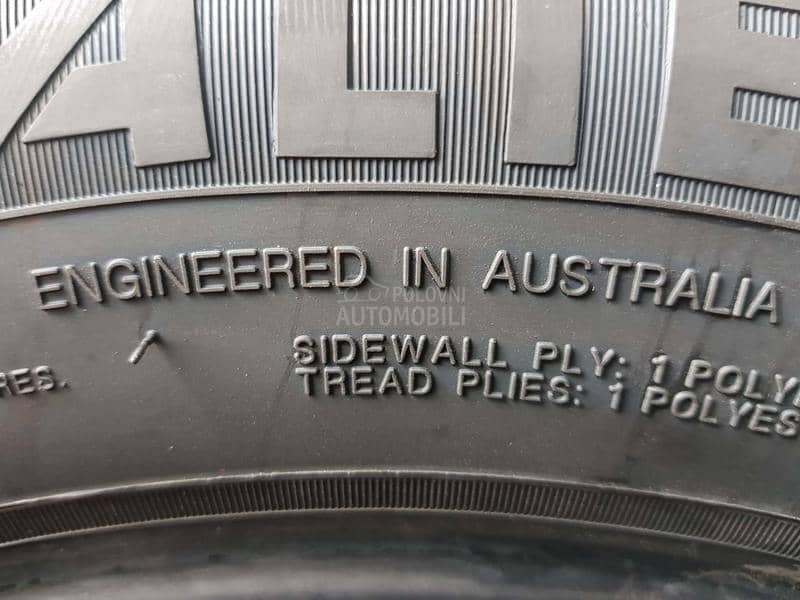 ALIE
ENGINEERED IN AUSTRALIA
POLOVNI
AUTOMOBILI
RES.
SIDEWALL PLY: 1 POLY
TREAD PLIES: 1 POLYES